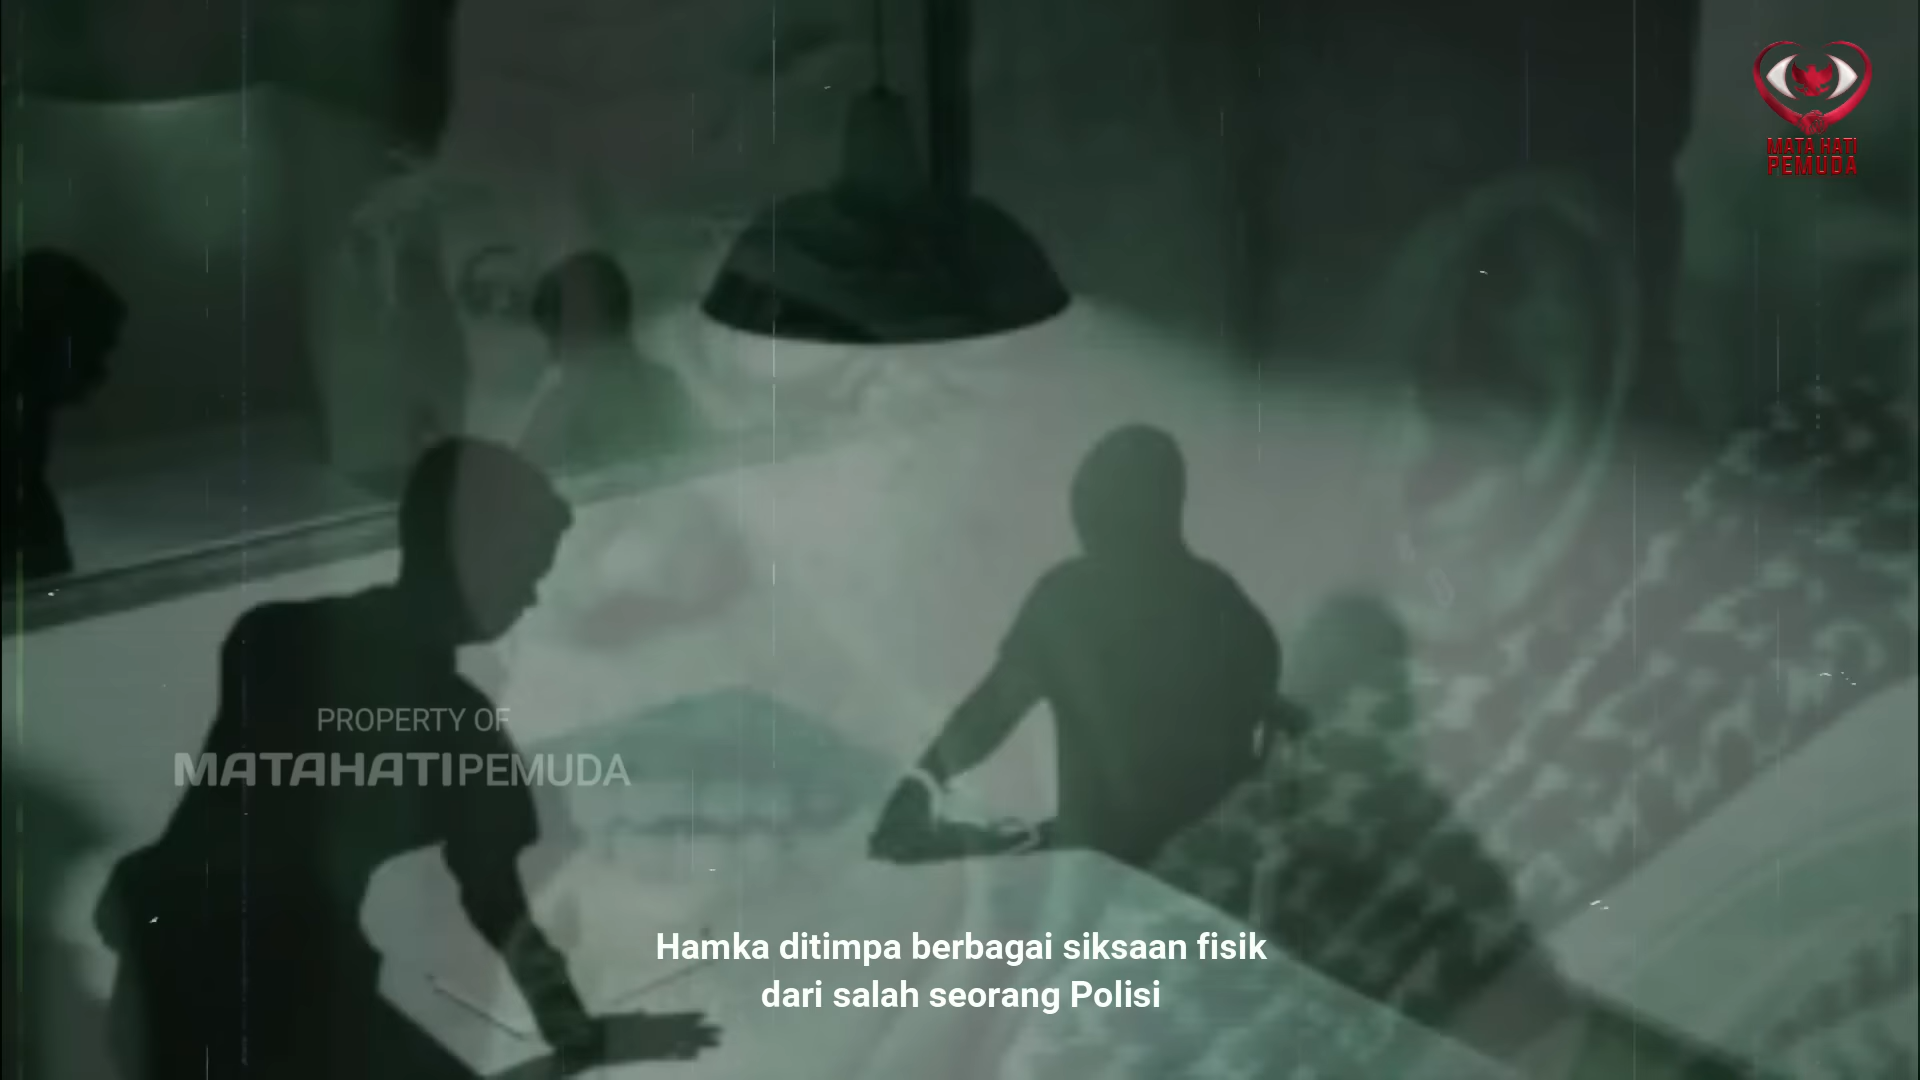 MATA HATI
PEMUDA
PROPERTY OF
MATAHATIPEMUDA
Hamka ditimpa berbagai siksaan fisik
dari salah seorang Polisi